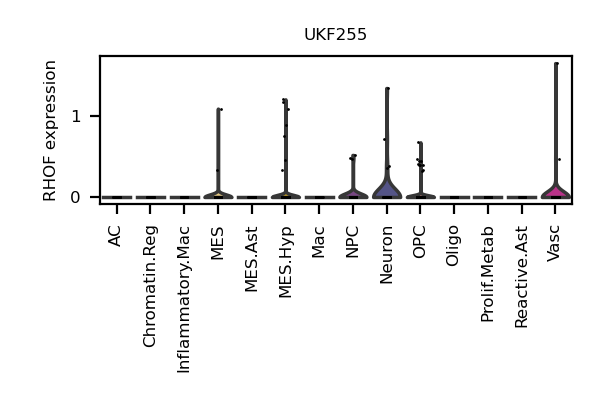 UKF255
RHOF expression
1
0
AC
Chromatin.Reg
Inflammatory.Mac
MES
MES.Ast
MES.Hyp
Mac
NPC
Neuron
OPC
Oligo
Prolif.Metab
Reactive.Ast
Vasc